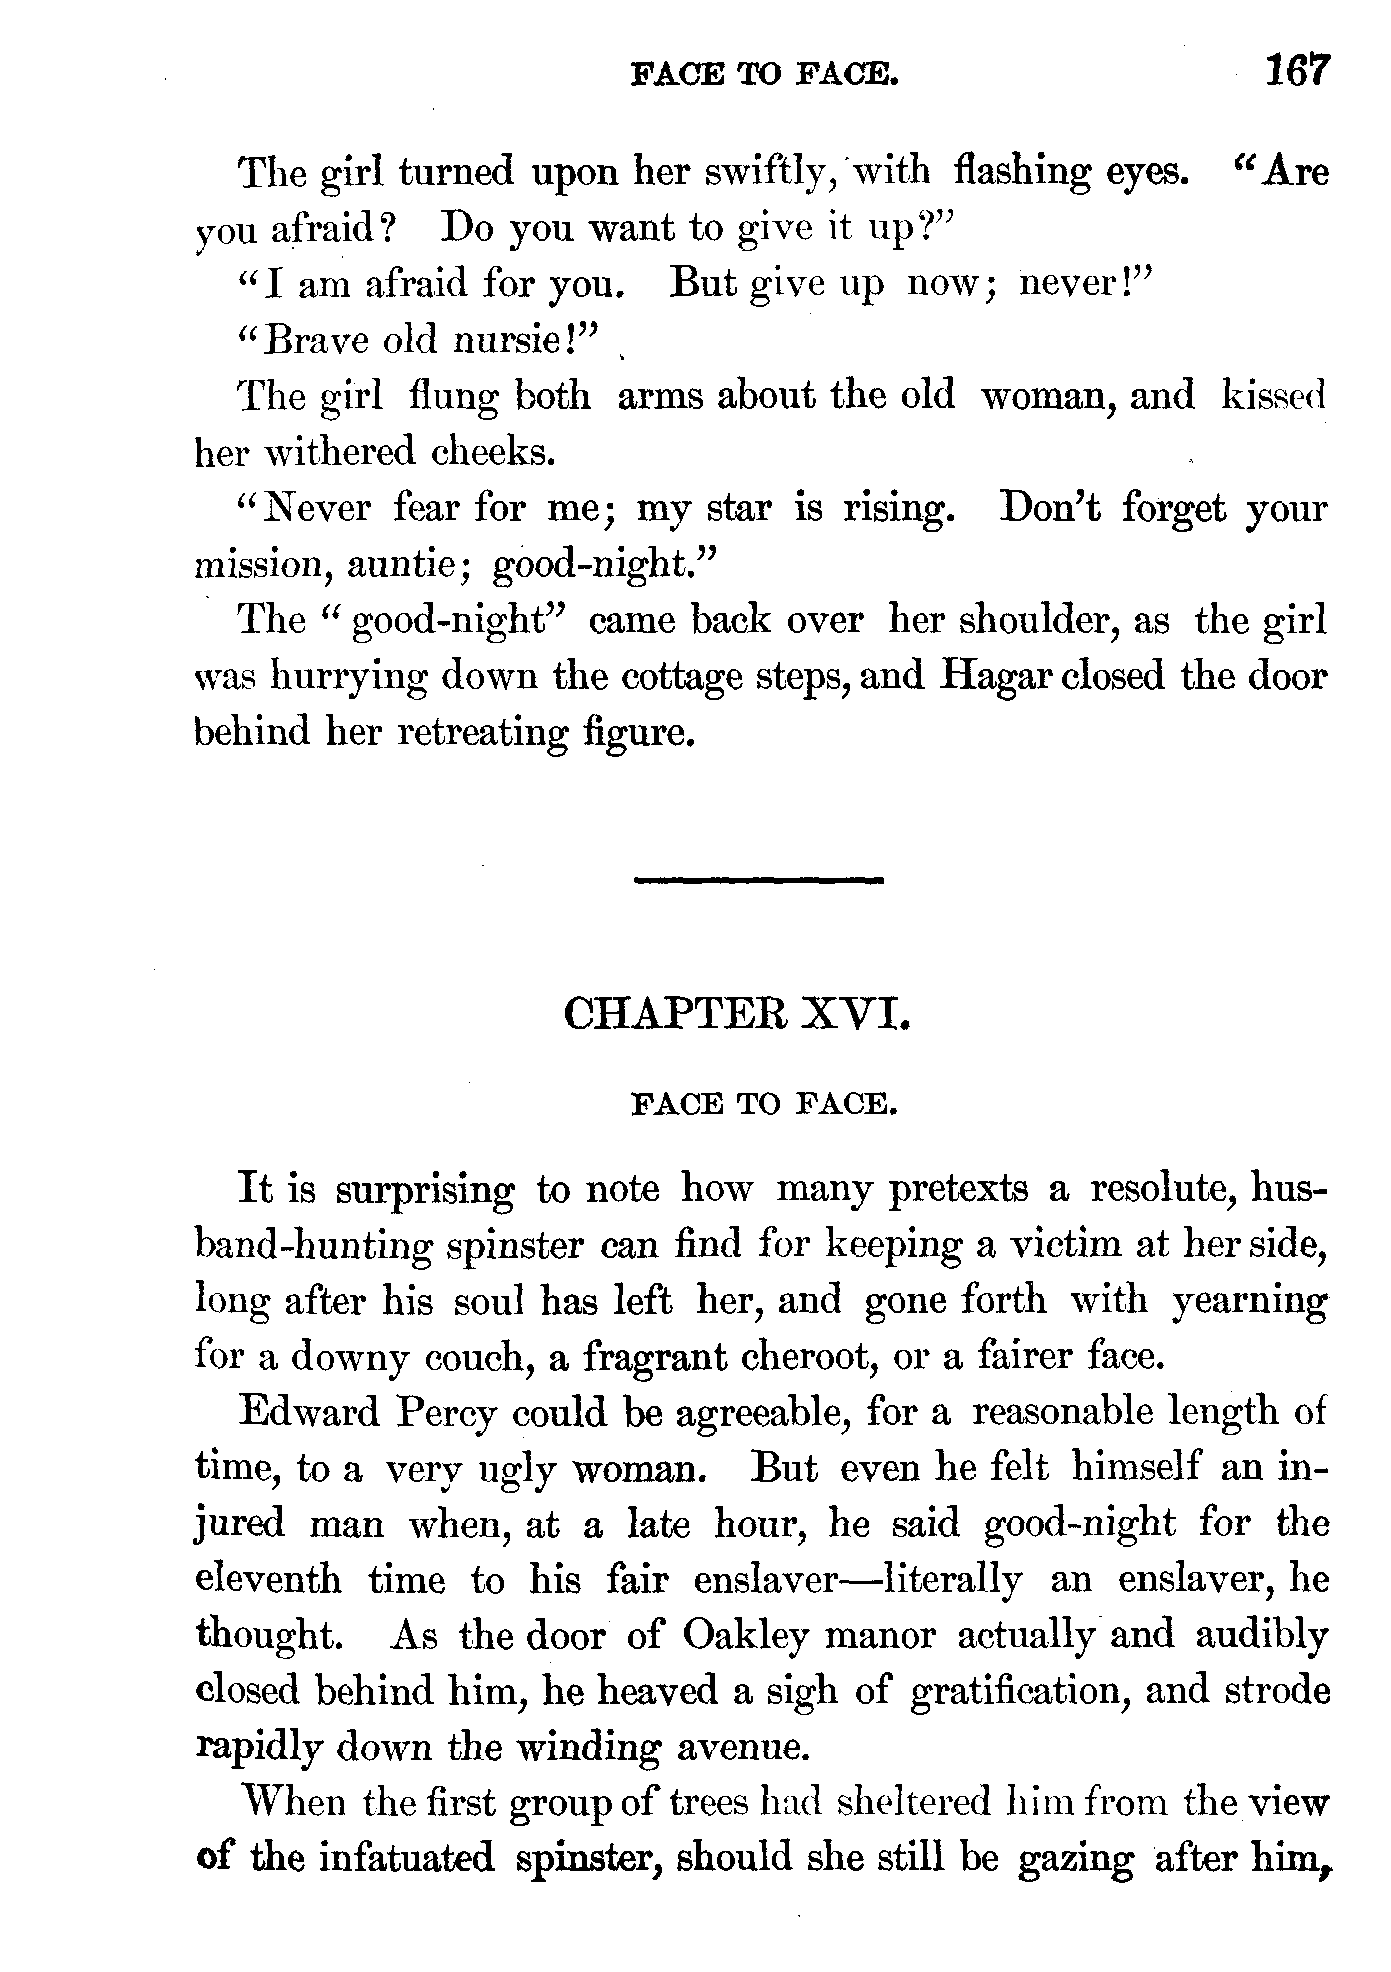 FACE TO FACE. 167
The girl turned upon her swiftly, with flashing eyes. "Are
you afraid? Do you want to give it up?"
"I am afraid for you. But give up now; never!"
"Brave old nursie!"
The girl flung both arms about the old woman, and kissed
her withered cheeks.
"Never fear for me; my star is rising. Don't forget your
mission, auntie; good-night."
The "good-night" came back over her shoulder, as the girl
was hurrying down the cottage steps, and Hagar closed the door
behind her retreating figure.
CHAPTER XVI.
FACE TO FACE.
It is surprising to note how many pretexts a resolute, hus-
band-hunting spinster can find for keeping a victim at her side,
long after his soul has left her, and gone forth with yearning
for a downy couch, a fragrant cheroot, or a fairer face.
Edward Percy could be agreeable, for a reasonable length of
time, to a very ugly woman. But even he felt himself an in-
jured man when, at a late hour, he said good-night for the
eleventh time to his fair enslaver—literally an enslaver, he
thought. As the door of Oakley manor actually and audibly
closed behind him, he heaved a sigh of gratification, and strode
rapidly down the winding avenue.
When the first group of trees had sheltered him from the view
of the infatuated spinster, should she still be gazing after him,